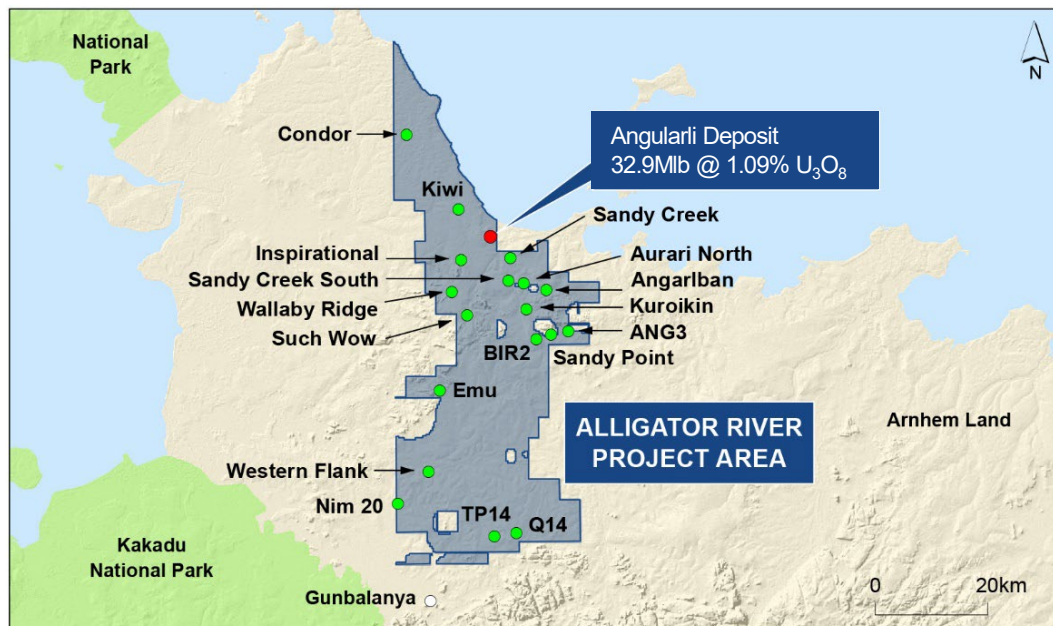 National
Park
N
Condor
Angularli Deposit
32.9Mlb @ 1.09% U₃O₈
Kiwi
Sandy Creek
Inspirational
Aurari North
Sandy Creek South
Angarlban
Wallaby Ridge
Kuroikin
Such Wow
ANG3
BIR2
Sandy Point
Emu
ALLIGATOR RIVER
PROJECT AREA
Arnhem Land
Western Flank
Nim 20
TP14
Q14
Kakadu
National Park
Gunbalanya
0
20km